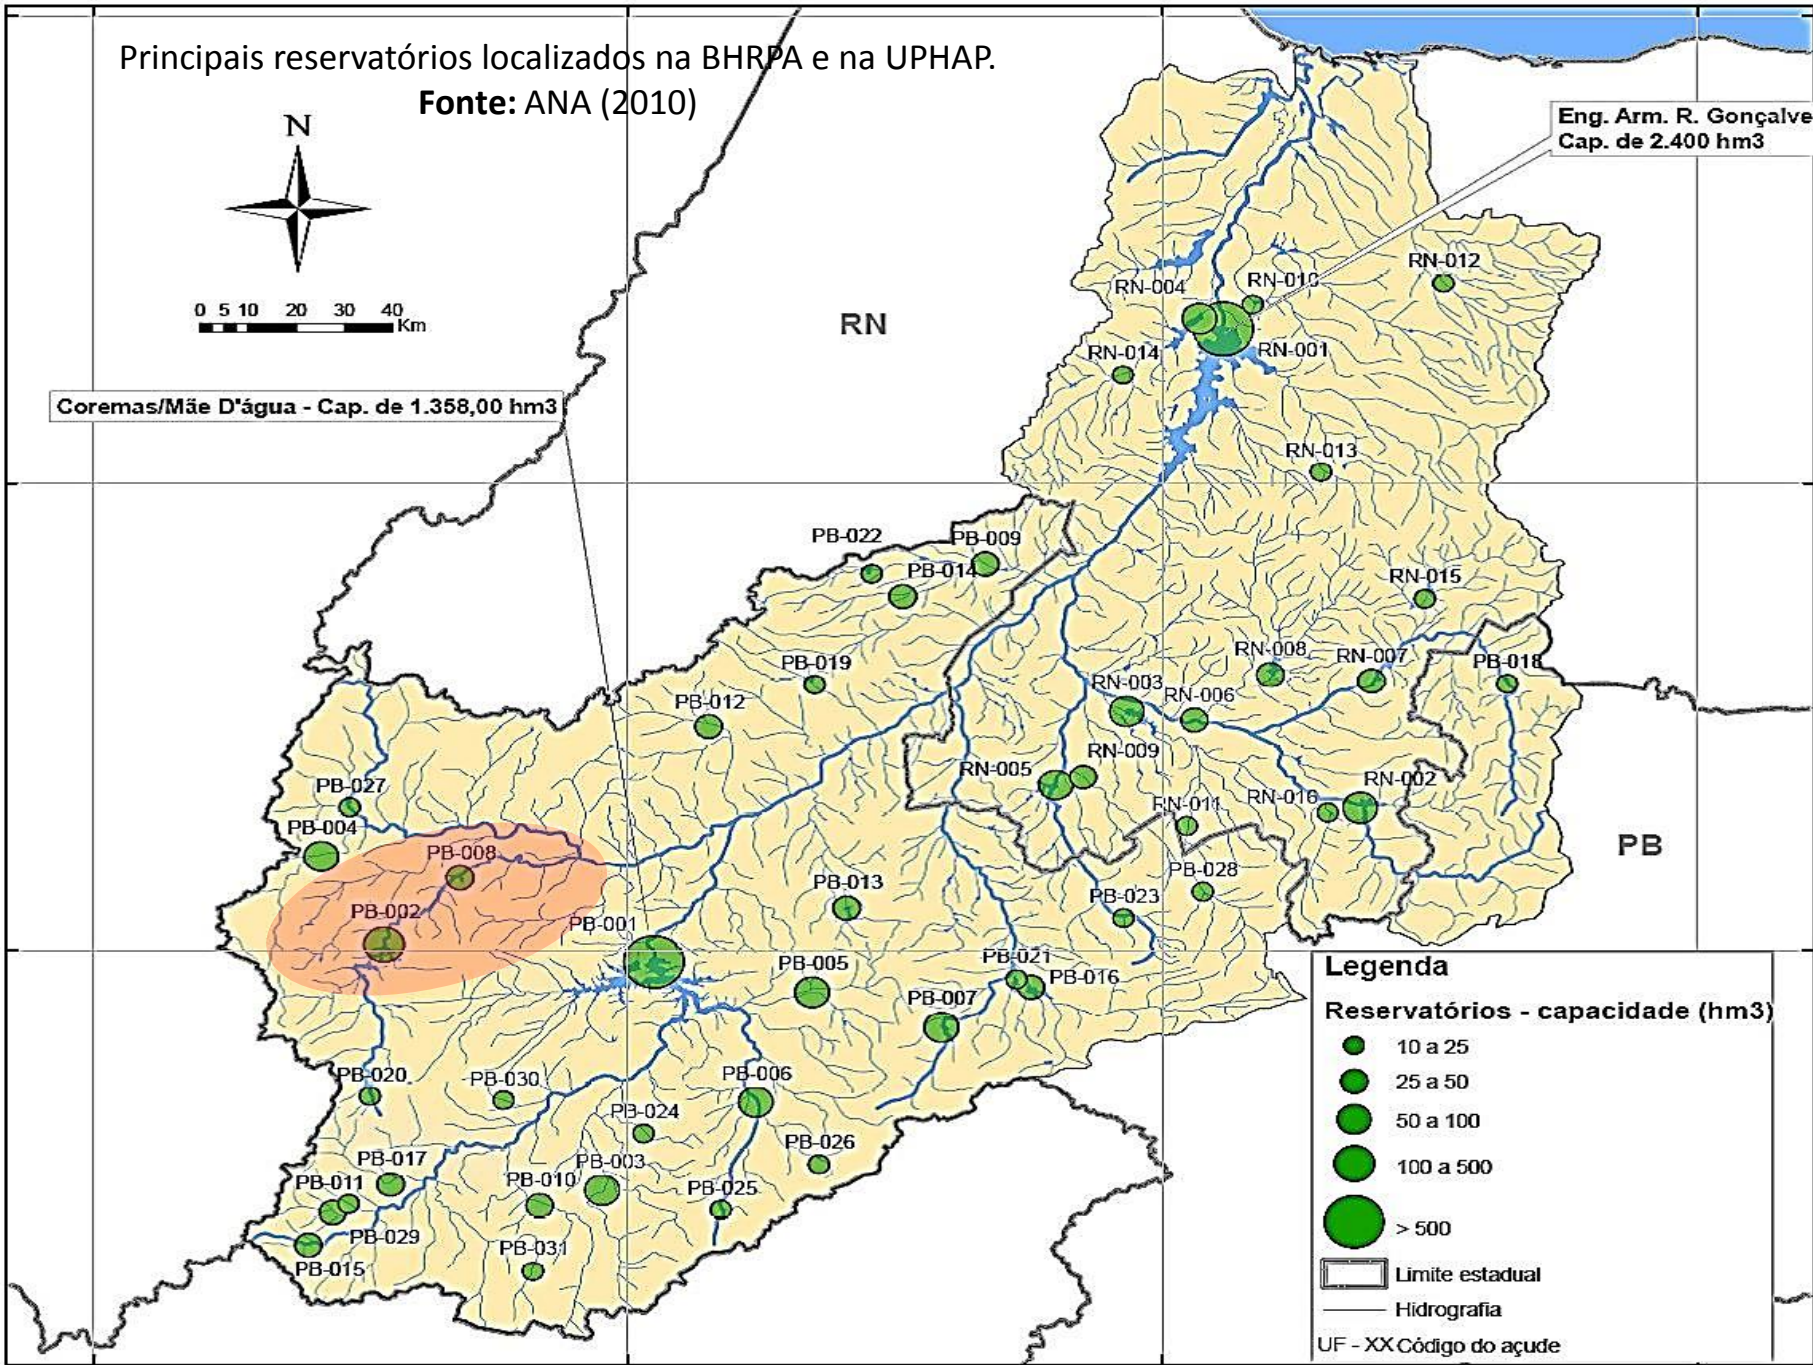 Principais reservatórios localizados na BHRPA e na UPHAP.
Fonte: ANA (2010)
N
0 5 10 20 30 40
Km
Eng. Arm. R. Gonçalve
Cap. de 2.400 hm3
RN-012
RN-010
RN-004
RN
RN-001
RN-014
Coremas/Mãe D'água - Cap. de 1.358,00 hm3
RN-013
PB-022
PB-009
PB-014
RN-015
RN-008
RN-007
PB-018
PB-019
RN-003
RN-006
PB-012
RN-009
RN-005
RN-002
PB-027
RN-016
RN-011
PB-004
PB
PB-008
PB-028
PB-013
PB-023
PB-002
PB-001
PB-021
PB-005
PB-016
PB-007
PB-020
PB-030
PB-006
PB-024
PB-026
PB-017
PB-003
PB-011
PB-010
PB-025
PB-029
PB-031
PB-015
Legenda
Reservatórios - capacidade (hm3)
10 a 25
25 a 50
50 a 100
100 a 500
> 500
Limite estadual
Hidrografia
UF - XX Código do açude